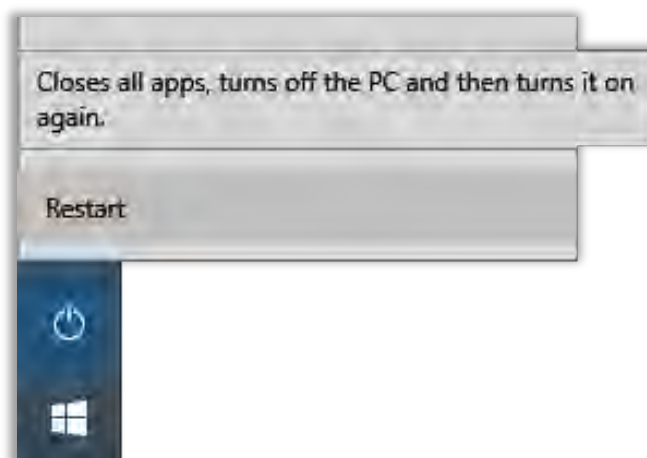 Closes all apps, turns off the PC and then turns it on
again.
Restart